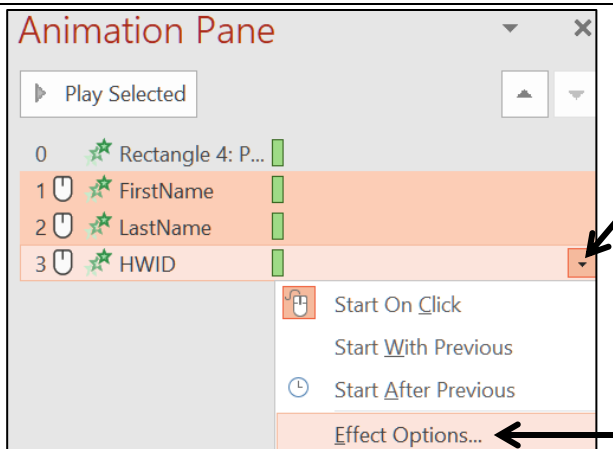 Animation Pane
Play Selected
0 Rectangle 4: P...
1 FirstName
2 LastName
3 HWID
Start On Click
Start With Previous
Start After Previous
Effect Options...